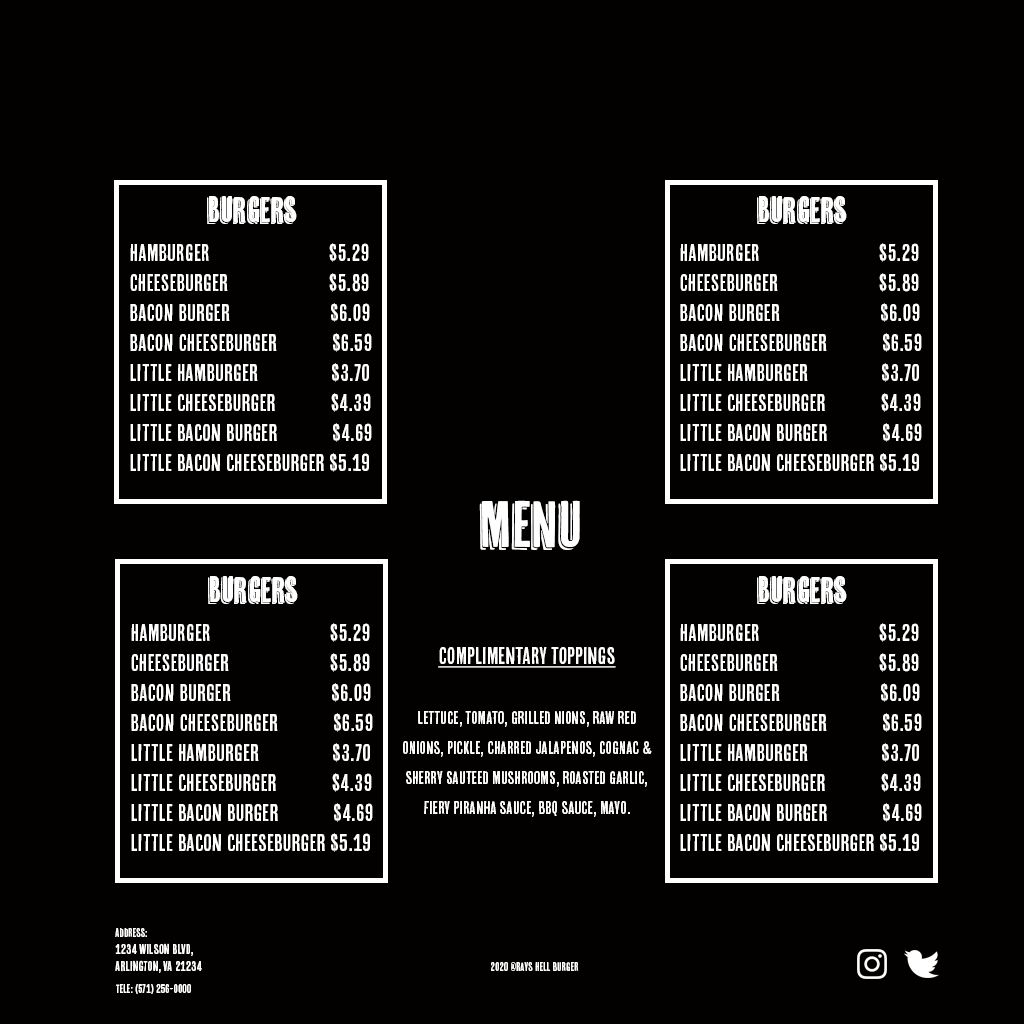 BURGERS
HAMBURGER $5.29
CHEESEBURGER $5.89
BACON BURGER $6.09
BACON CHEESEBURGER $6.59
LITTLE HAMBURGER $3.70
LITTLE CHEESEBURGER $4.39
LITTLE BACON BURGER $4.69
LITTLE BACON CHEESEBURGER $5.19
BURGERS
HAMBURGER $5.29
CHEESEBURGER $5.89
BACON BURGER $6.09
BACON CHEESEBURGER $6.59
LITTLE HAMBURGER $3.70
LITTLE CHEESEBURGER $4.39
LITTLE BACON BURGER $4.69
LITTLE BACON CHEESEBURGER $5.19
MENU
BURGERS
HAMBURGER $5.29
CHEESEBURGER $5.89
BACON BURGER $6.09
BACON CHEESEBURGER $6.59
LITTLE HAMBURGER $3.70
LITTLE CHEESEBURGER $4.39
LITTLE BACON BURGER $4.69
LITTLE BACON CHEESEBURGER $5.19
COMPLIMENTARY TOPPINGS
LETTUCE, TOMATO, GRILLED NIONS, RAW RED
ONIONS, PICKLE, CHARRED JALAPENOS, COGNAC &
SHERRY SAUTEED MUSHROOMS, ROASTED GARLIC,
FIERY PIRANHA SAUCE, BBQ SAUCE, MAYO.
BURGERS
HAMBURGER $5.29
CHEESEBURGER $5.89
BACON BURGER $6.09
BACON CHEESEBURGER $6.59
LITTLE HAMBURGER $3.70
LITTLE CHEESEBURGER $4.39
LITTLE BACON BURGER $4.69
LITTLE BACON CHEESEBURGER $5.19
ADDRESS:
1234 WILSON BLVD,
ARLINGTON, VA 21234
TELE: (571) 256-0000
2020 @RAYS HELL BURGER